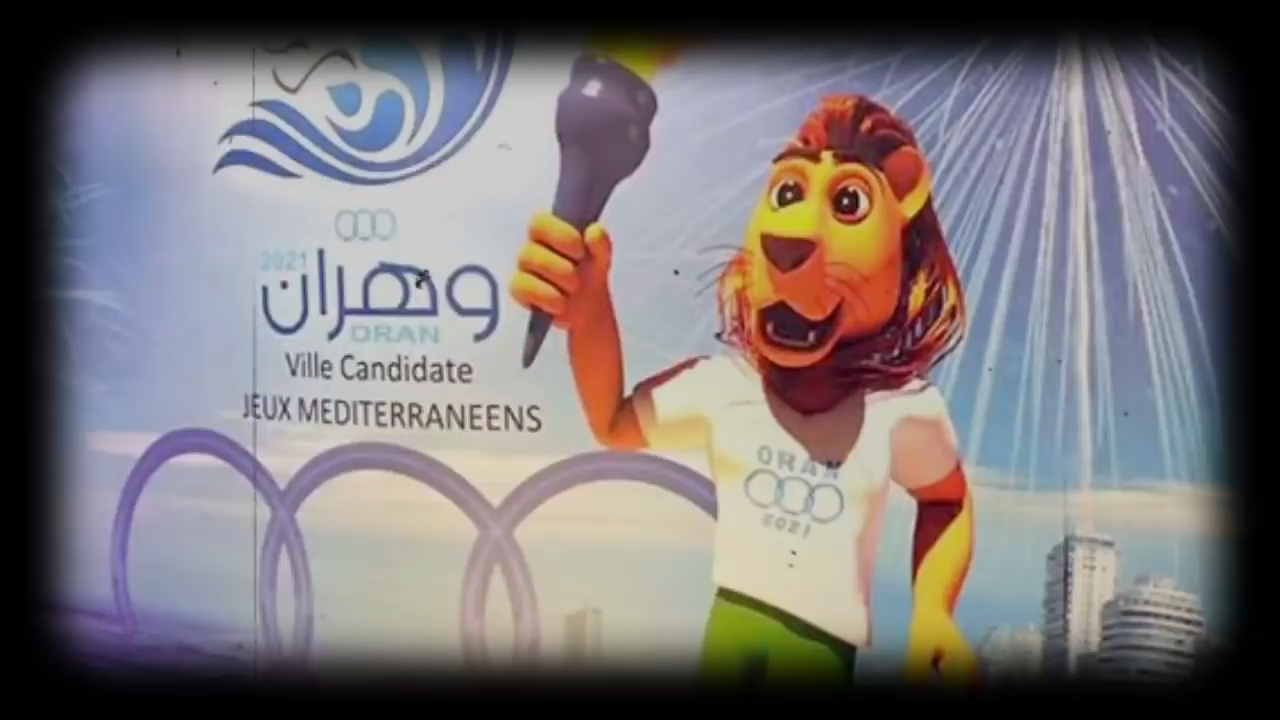 2021
وهران
ORAN
Ville Candidate
JEUX MEDITERRANEENS
ORAN
2021